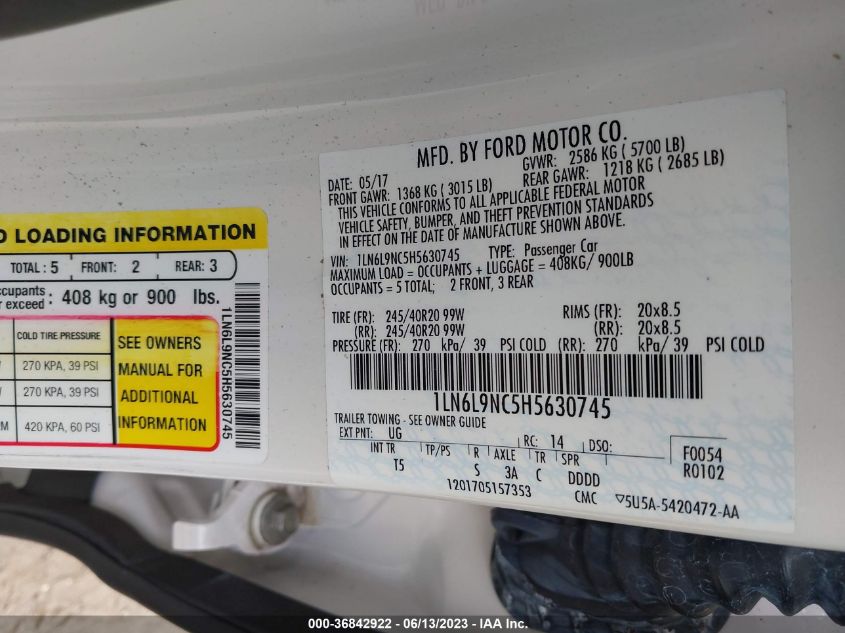 D LOADING INFORMATION
TOTAL: 5 FRONT: 2 REAR: 3
cupants
exceed : 408 kg or 900 lbs.
COLD TIRE PRESSURE
270 KPA, 39 PSI
270 KPA, 39 PSI
420 KPA, 60 PSI
SEE OWNERS
MANUAL FOR
ADDITIONAL
INFORMATION
1LN6L9NC5H5630745
MFD. BY FORD MOTOR CO.
DATE: 05/17 GVWR: 2586 KG ( 5700 LB)
FRONT GAWR: 1368 KG ( 3015 LB) REAR GAWR: 1218 KG ( 2685 LB)
THIS VEHICLE CONFORMS TO ALL APPLICABLE FEDERAL MOTOR
VEHICLE SAFETY, BUMPER, AND THEFT PREVENTION STANDARDS
IN EFFECT ON THE DATE OF MANUFACTURE SHOWN ABOVE.
VIN: 1LN6L9NC5H5630745 TYPE: Passenger Car
MAXIMUM LOAD = OCCUPANTS + LUGGAGE = 408KG/ 900LB
OCCUPANTS = 5 TOTAL; 2 FRONT, 3 REAR
TIRE (FR): 245/40R20 99W RIMS (FR): 20x8.5
(RR): 245/40R20 99W (RR): 20x8.5
PRESSURE (FR): 270 kPa/ 39 PSI COLD (RR): 270 kPa/ 39 PSI COLD
1LN6L9NC5H5630745
TRAILER TOWING - SEE OWNER GUIDE
EXT PNT: UG RC: 14 DSO: F0054
INT TR TP/PS R AXLE TR SPR R0102
T5 S 3A C DDDD
1201705157353 CMC ▽5U5A-5420472-AA
000-36842922 - 06/13/2023 - IAA Inc.